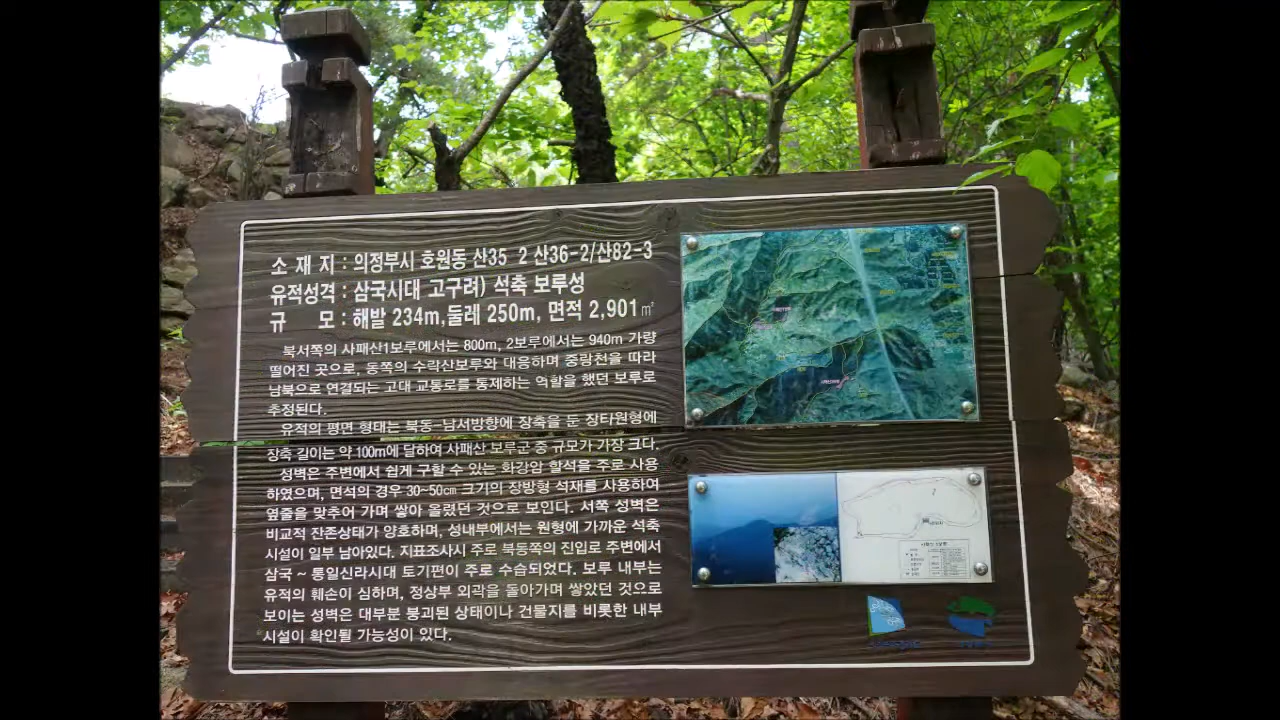 소 재 지 : 의정부시 호원동 산35 2 산36-2/산82-3
유적성격 : 삼국시대 고구려) 석축 보루성
규 모 : 해발 234m,둘레 250m, 면적 2,901㎡
북서쪽의 사패산1보루에서는 800m, 2보루에서는 940m 가량
떨어진 곳으로, 동쪽의 수락산보루와 대응하며 중랑천을 따라
남북으로 연결되는 고대 교통로를 통제하는 역할을 했던 보루로
추정된다.
유적의 평면 형태는 북동-남서방향에 장축을 둔 장타원형에
장축 길이는 약 100m에 달하여 사패산 보루군 중 규모가 가장 크다.
성벽은 주변에서 쉽게 구할 수 있는 화강암 할석을 주로 사용
하였으며, 면석의 경우 30~50㎝ 크기의 장방형 석재를 사용하여
옆줄을 맞추어 가며 쌓아 올렸던 것으로 보인다. 서쪽 성벽은
비교적 잔존상태가 양호하며, 성내부에서는 원형에 가까운 석축
시설이 일부 남아있다. 지표조사시 주로 북동쪽의 진입로 주변에서
삼국 ~ 통일신라시대 토기편이 주로 수습되었다. 보루 내부는
유적의 훼손이 심하며, 정상부 외곽을 돌아가며 쌓았던 것으로
보이는 성벽은 대부분 붕괴된 상태이나 건물지를 비롯한 내부
시설이 확인될 가능성이 있다.